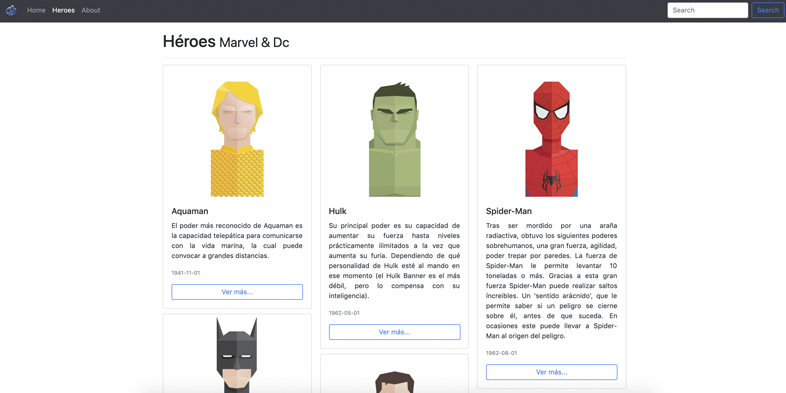 Home Heroes About Search Search
Héroes Marvel & Dc
Aquaman
El poder más reconocido de Aquaman es
la capacidad telepática para comunicarse
con la vida marina, la cual puede
convocar a grandes distancias.
1941-11-01
Ver más...
Hulk
Su principal poder es su capacidad de
aumentar su fuerza hasta niveles
prácticamente ilimitados a la vez que
aumenta su furia. Dependiendo de qué
personalidad de Hulk esté al mando en
ese momento (el Hulk Banner es el más
débil, pero lo compensa con su
inteligencia).
1962-05-01
Ver más...
Spider-Man
Tras ser mordido por una araña
radiactiva, obtuvo los siguientes poderes
sobrehumanos, una gran fuerza, agilidad,
poder trepar por paredes. La fuerza de
Spider-Man le permite levantar 10
toneladas o más. Gracias a esta gran
fuerza Spider-Man puede realizar saltos
íncreibles. Un 'sentido arácnido', que le
permite saber si un peligro se cierne
sobre él, antes de que suceda. En
ocasiones este puede llevar a Spider-
Man al origen del peligro.
1962-08-01
Ver más...